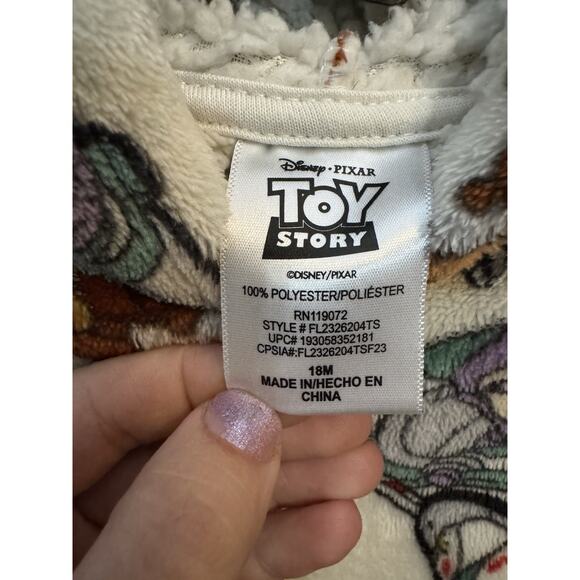 Disney • PIXAR
TOY
STORY
©DISNEY/PIXAR
100% POLYESTER/POLIÉSTER
RN119072
STYLE # FL2326204TS
UPC# 193058352181
CPSIA#:FL2326204TSF23
18M
MADE IN/HECHO EN
CHINA